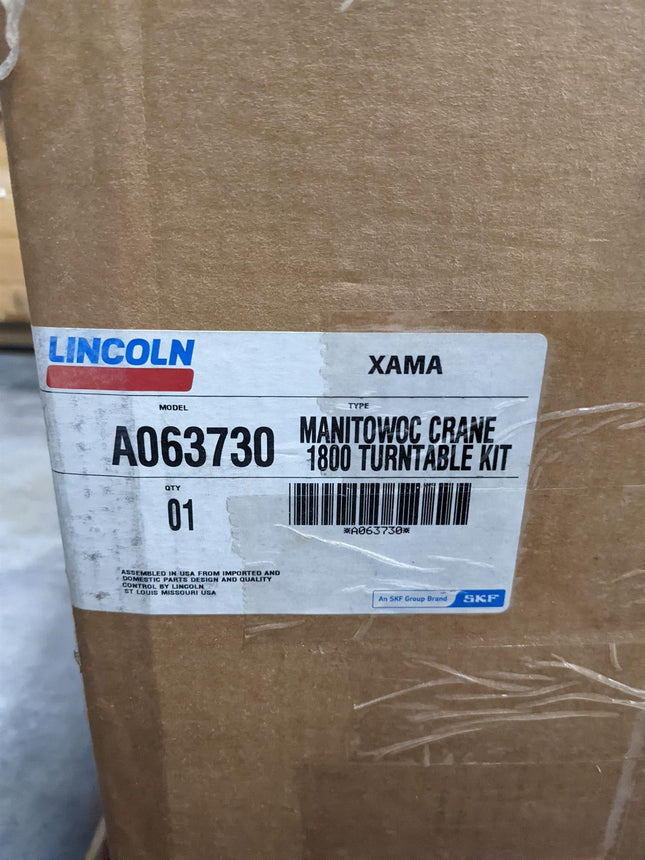 LINCOLN
XAMA
MODEL
TYPE
A063730
MANITOWOC CRANE
1800 TURNTABLE KIT
QTY
01
*A063730*
ASSEMBLED IN USA FROM IMPORTED AND
DOMESTIC PARTS DESIGN AND QUALITY
CONTROL BY LINCOLN
ST LOUIS MISSOURI USA
An SKF Group Brand
SKF